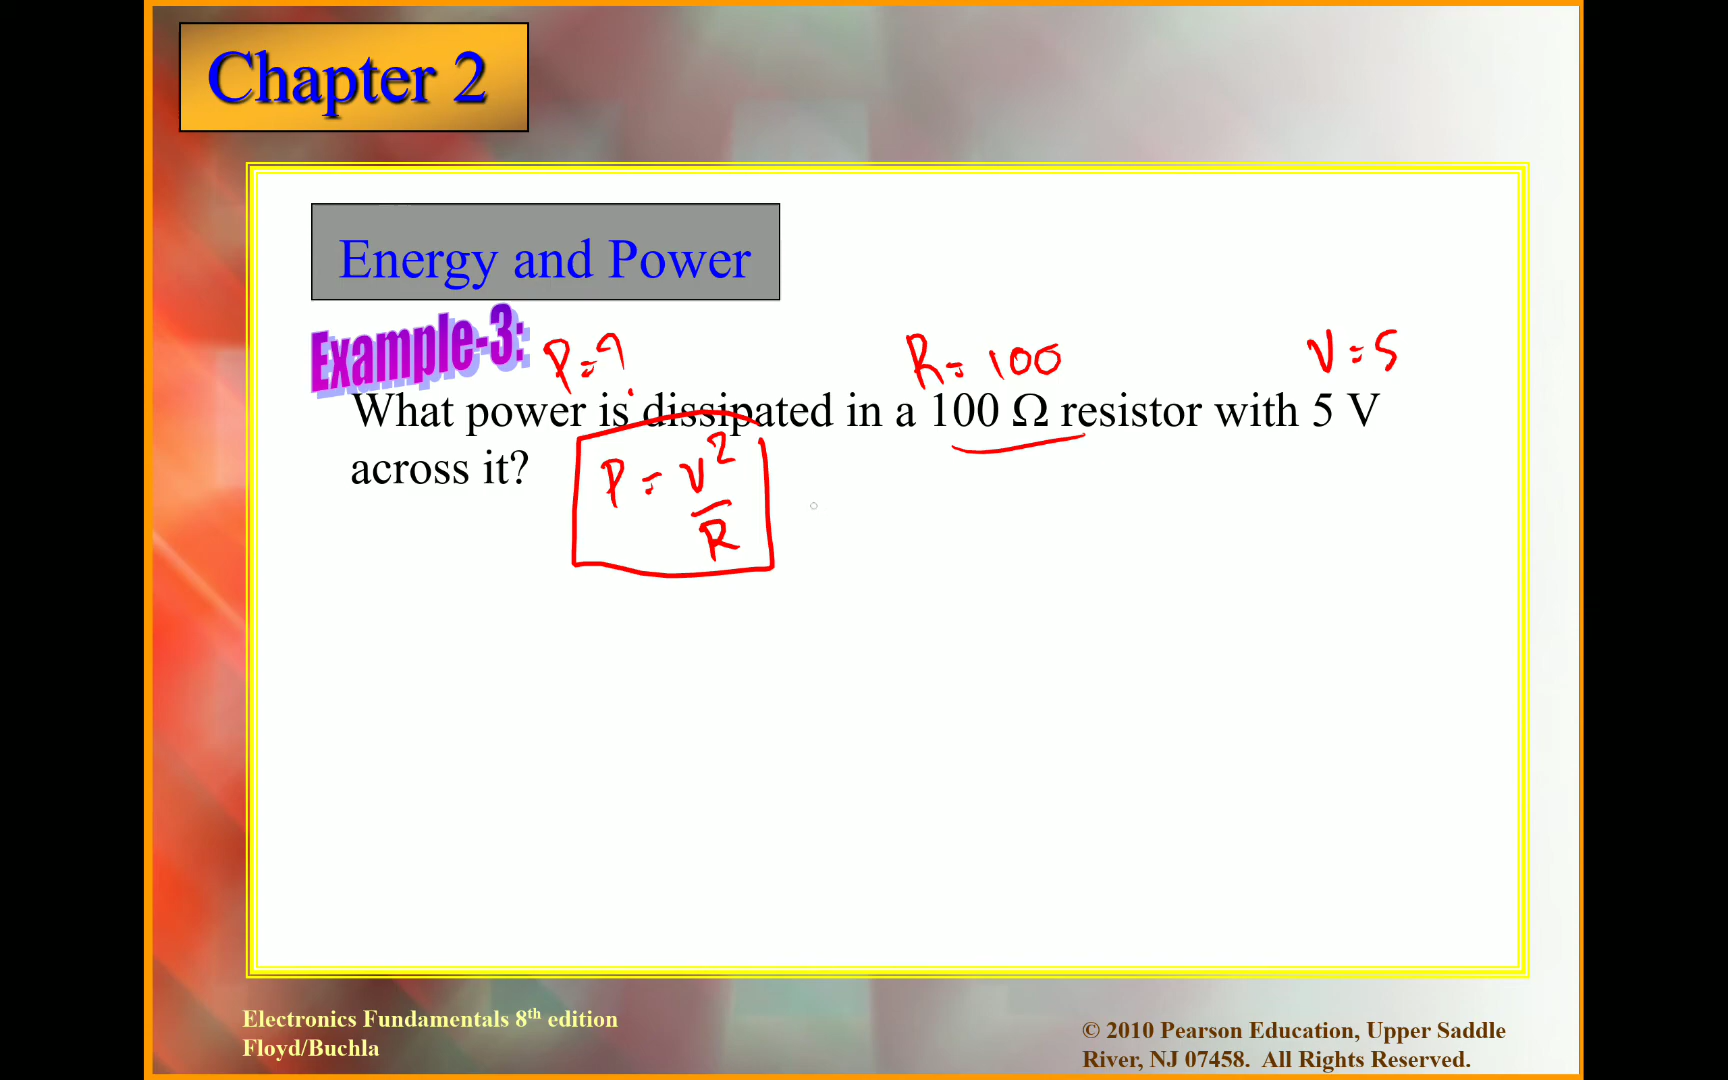 Chapter 2
Energy and Power
Example-3:
P=?
R=100
V=5
What power is dissipated in a 100 Ω resistor with 5 V
across it?
P=V²/R
Electronics Fundamentals 8th edition
Floyd/Buchla
© 2010 Pearson Education, Upper Saddle
River, NJ 07458. All Rights Reserved.